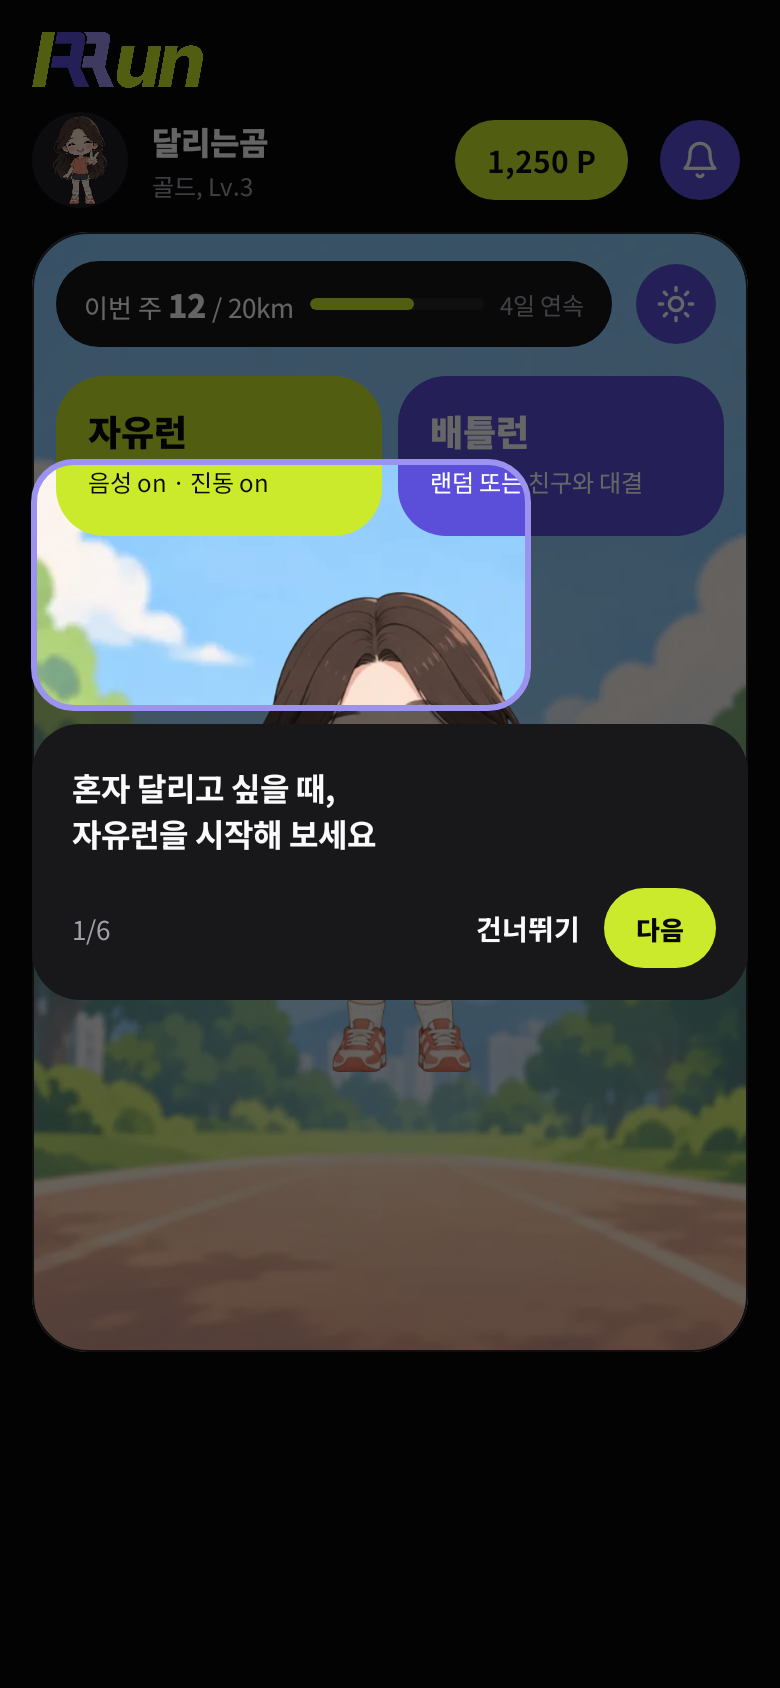 RRun
달리는곰
골드, Lv.3
1,250 P
이번 주 12 / 20km
4일 연속
자유런
음성 on · 진동 on
배틀런
랜덤 또는 친구와 대결
혼자 달리고 싶을 때,
자유런을 시작해 보세요
1/6
건너뛰기
다음